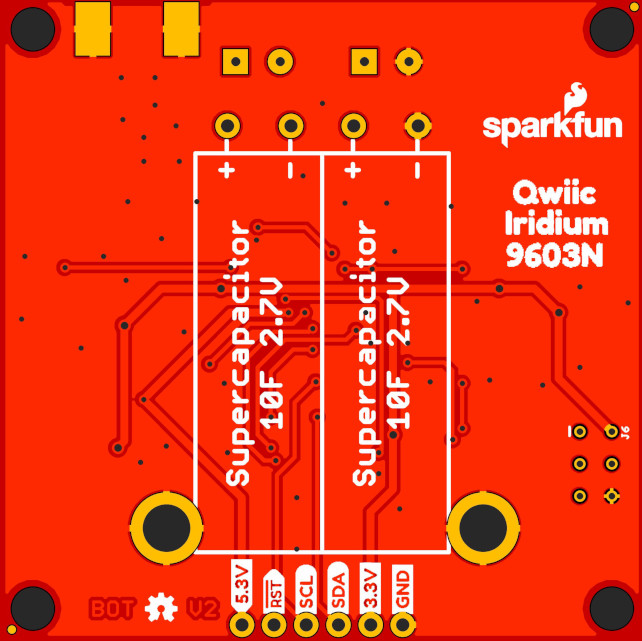 sparkfun
Qwiic
Iridium
9603N
+ − + −
Supercapacitor
10F 2.7V
Supercapacitor
10F 2.7V
J6
5.3V
RST
SCL
SDA
3.3V
GND
BOT V2